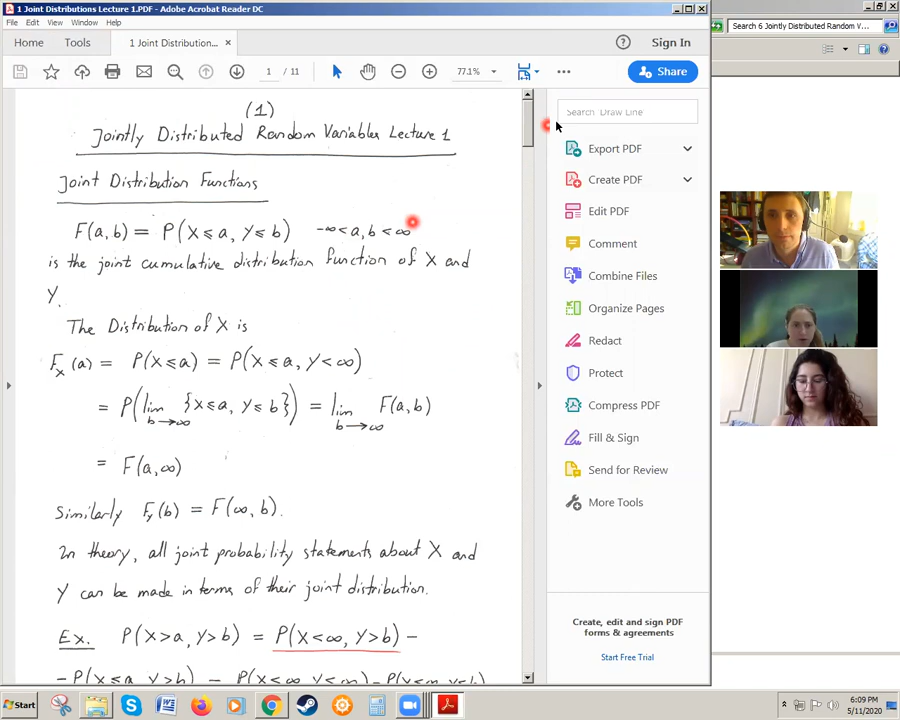 1 Joint Distributions Lecture 1.PDF - Adobe Acrobat Reader DC
File Edit View Window Help
Home Tools 1 Joint Distribution... × Sign In
1 / 11 77.1% Share
Search 6 Jointly Distributed Random V...
Search 'Draw Line
Export PDF
Create PDF
Edit PDF
Comment
Combine Files
Organize Pages
Redact
Protect
Compress PDF
Fill & Sign
Send for Review
More Tools
Create, edit and sign PDF
forms & agreements
Start Free Trial
(1)
Jointly Distributed Random Variables Lecture 1
Joint Distribution Functions
F(a,b) = P(X≤a, Y≤b) -∞<a,b<∞
is the joint cumulative distribution function of X and
Y.
The Distribution of X is
F_X(a) = P(X≤a) = P(X≤a, Y<∞)
= P(lim_{b→∞} {X≤a, Y≤b}) = lim_{b→∞} F(a,b)
= F(a,∞)
Similarly F_Y(b) = F(∞,b).
In theory, all joint probability statements about X and
Y can be made in terms of their joint distribution.
Ex. P(X>a, Y>b) = P(X<∞, Y>b) -
-P(X≤a, Y>b) = P(X<∞, Y<∞) - P(X<∞, Y≤b)
Start
6:09 PM
5/11/2020